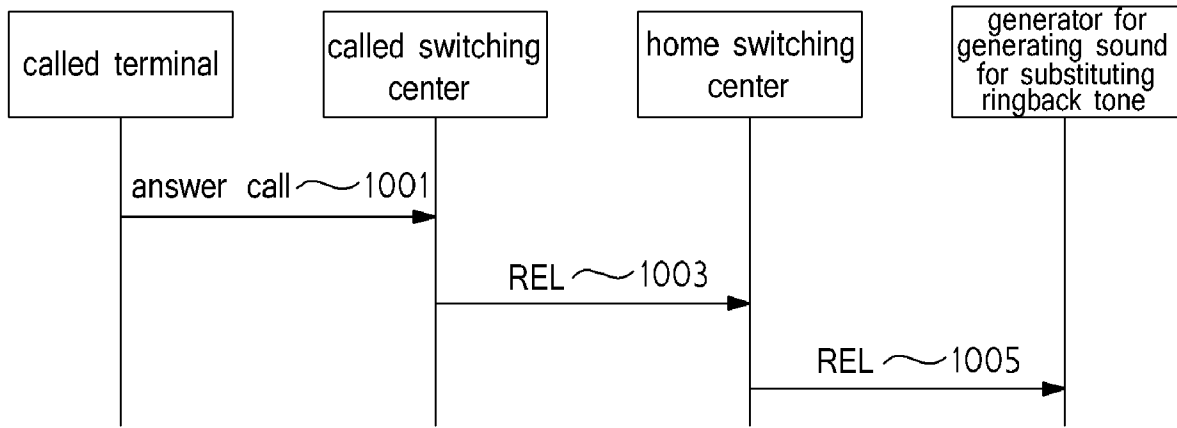 called terminal
called switching
center
home switching
center
generator for
generating sound
for substituting
ringback tone
answer call 1001
REL 1003
REL 1005